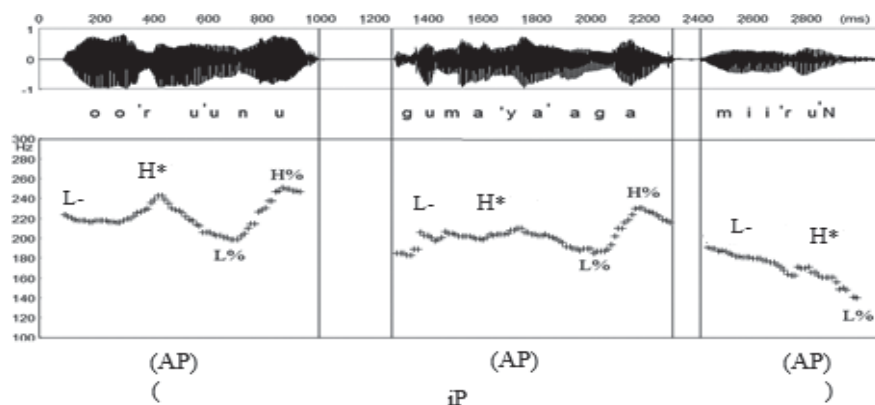 0 200 400 600 800 1000 1400 1600 1800 2000 2200 2400 2600 2800 (ms)
1
0 0
-1
o o 'r u'u n u g u m a 'y a' a g a m i i 'r u'N
300
Hz
280
260
240
220
200
180
160
140
120
100
L- H* L% H%
L- H* L% H%
L- H* L%
(AP) (AP) (AP)
( iP )